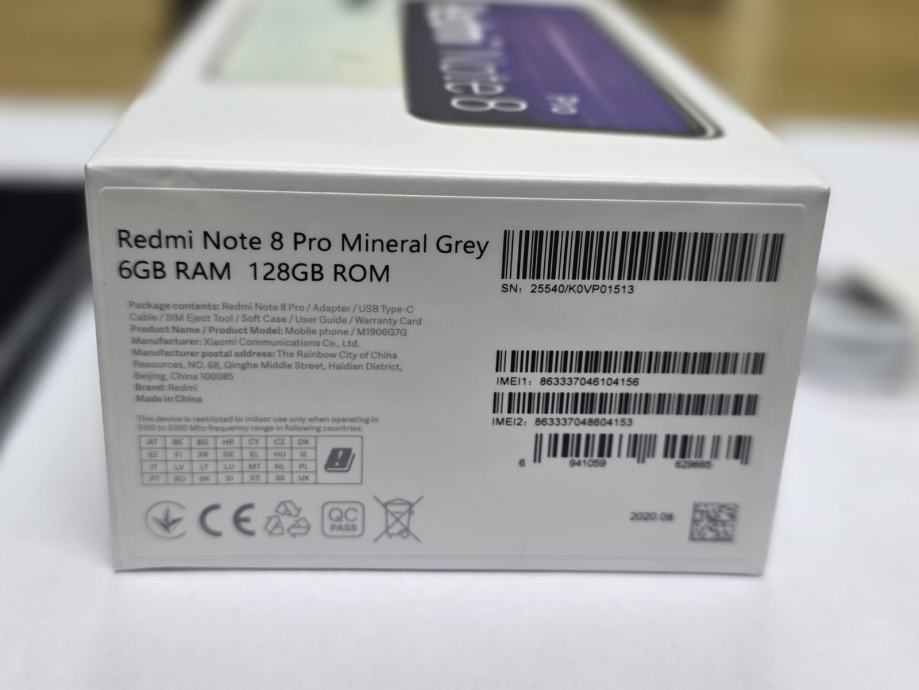 Note 8
Pro
Redmi Note 8 Pro Mineral Grey
6GB RAM 128GB ROM
Package contents: Redmi Note 8 Pro / Adapter / USB Type-C
Cable / SIM Eject Tool / Soft Case / User Guide / Warranty Card
Product Name / Product Model: Mobile phone / M1906G7G
Manufacturer: Xiaomi Communications Co., Ltd.
Manufacturer postal address: The Rainbow City of China
Resources, NO. 68, Qinghe Middle Street, Haidian District,
Beijing, China 100085
Brand: Redmi
Made in China
This device is restricted to indoor use only when operating in
5150 to 5350 Mhz frequency range in following countries:
AT BE BG HR CY CZ DK
EE FI FR DE EL HU IE
IT LV LT LU MT NL PL
PT RO SK SI ES SE UK
CE
QC
PASS
SN: 25540/K0VP01513
IMEI1: 863337046104156
IMEI2: 863337048604153
6 941059 629665
2020.08